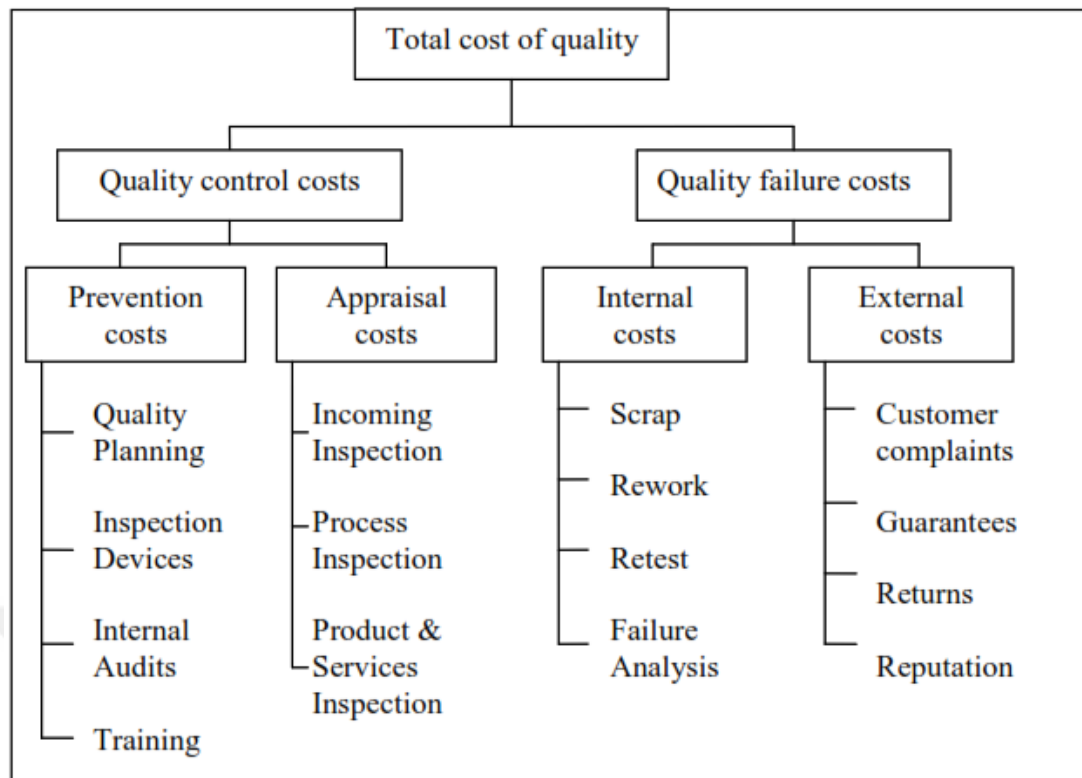 Total cost of quality
Quality control costs
Quality failure costs
Prevention
costs
Appraisal
costs
Internal
costs
External
costs
Quality
Planning
Inspection
Devices
Internal
Audits
Training
Incoming
Inspection
Process
Inspection
Product &
Services
Inspection
Scrap
Rework
Retest
Failure
Analysis
Customer
complaints
Guarantees
Returns
Reputation